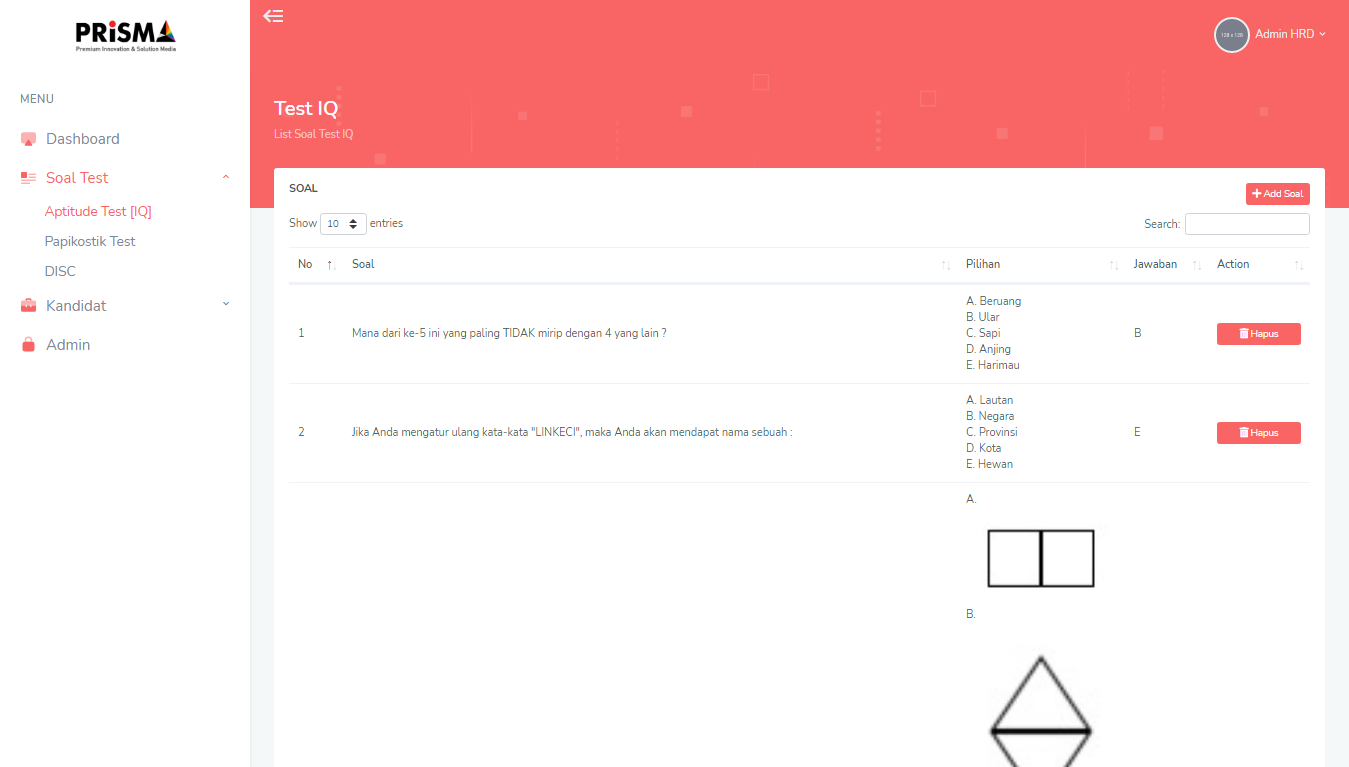 PRiSMA
Premium Innovation & Solution Media
MENU
Dashboard
Soal Test
Aptitude Test [IQ]
Papikostik Test
DISC
Kandidat
Admin
128 x 128
Admin HRD
Test IQ
List Soal Test IQ
SOAL
Add Soal
Show 10 entries
Search:
No Soal Pilihan Jawaban Action
1 Mana dari ke-5 ini yang paling TIDAK mirip dengan 4 yang lain ?
A. Beruang
B. Ular
C. Sapi
D. Anjing
E. Harimau
B
Hapus
2 Jika Anda mengatur ulang kata-kata "LINKECI", maka Anda akan mendapat nama sebuah :
A. Lautan
B. Negara
C. Provinsi
D. Kota
E. Hewan
E
Hapus
A.
B.